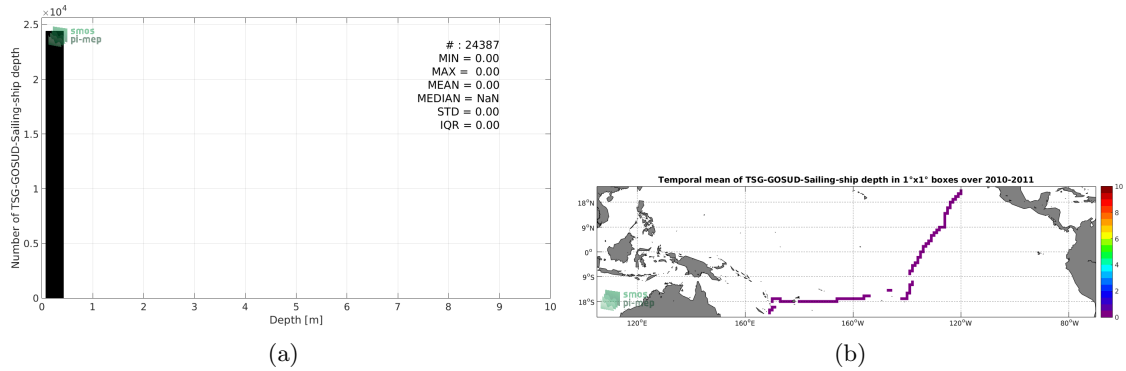 ×10⁴
2.5
2
1.5
1
0.5
0
Number of TSG-GOSUD-Sailing-ship depth
smos
pi-mep
# : 24387
MIN = 0.00
MAX = 0.00
MEAN = 0.00
MEDIAN = NaN
STD = 0.00
IQR = 0.00
0 1 2 3 4 5 6 7 8 9 10
Depth [m]
(a)
Temporal mean of TSG-GOSUD-Sailing-ship depth in 1°x1° boxes over 2010-2011
18°N
9°N
0°
9°S
18°S
smos
pi-mep
120°E 160°E 160°W 120°W 80°W
10
8
6
4
2
0
(b)